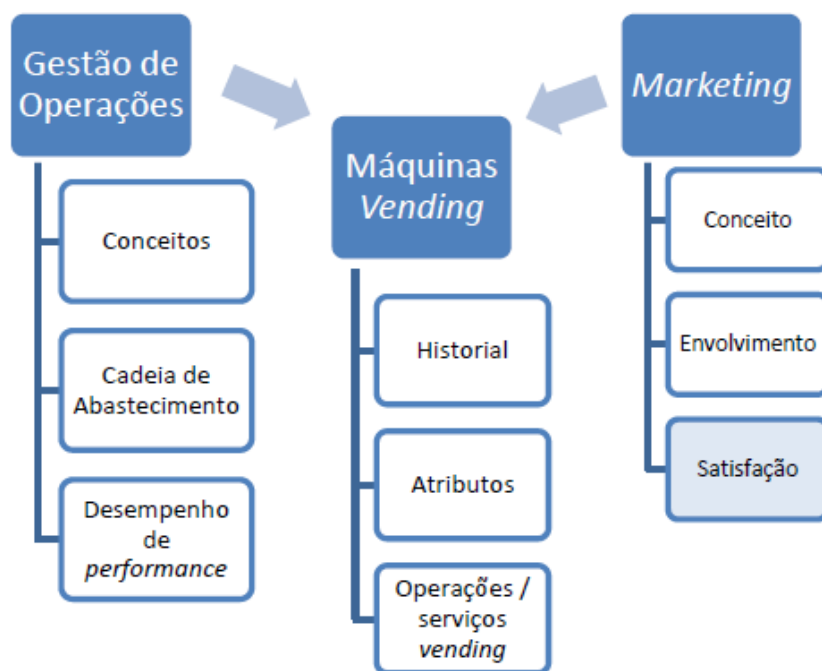 Gestão de
Operações
Conceitos
Cadeia de
Abastecimento
Desempenho
de
performance
Máquinas
Vending
Historial
Atributos
Operações /
serviços
vending
Marketing
Conceito
Envolvimento
Satisfação